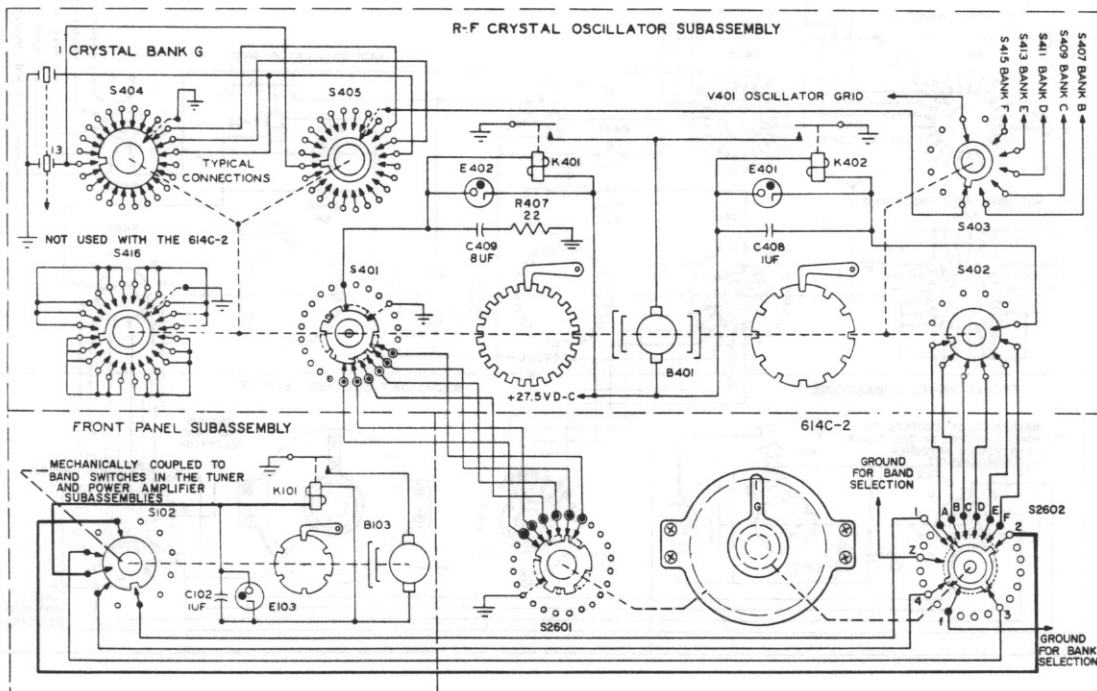 R-F CRYSTAL OSCILLATOR SUBASSEMBLY
1 CRYSTAL BANK G
S404
S405
13
TYPICAL
CONNECTIONS
NOT USED WITH THE 614C-2
S416
E402
K401
R407
22
C409
8UF
S401
V401 OSCILLATOR GRID
E401
K402
C408
1UF
S415 BANK F
S413 BANK E
S411 BANK D
S409 BANK C
S407 BANK B
S403
S402
B401
+27.5V D-C
FRONT PANEL SUBASSEMBLY
MECHANICALLY COUPLED TO
BAND SWITCHES IN THE TUNER
AND POWER AMPLIFIER
SUBASSEMBLIES
S102
K101
B103
C102
1UF
E103
S2601
614C-2
I
G
GROUND
FOR BAND
SELECTION
1 A B C D E F 2
S2602
Z
4
f
3
GROUND
FOR BANK
SELECTION